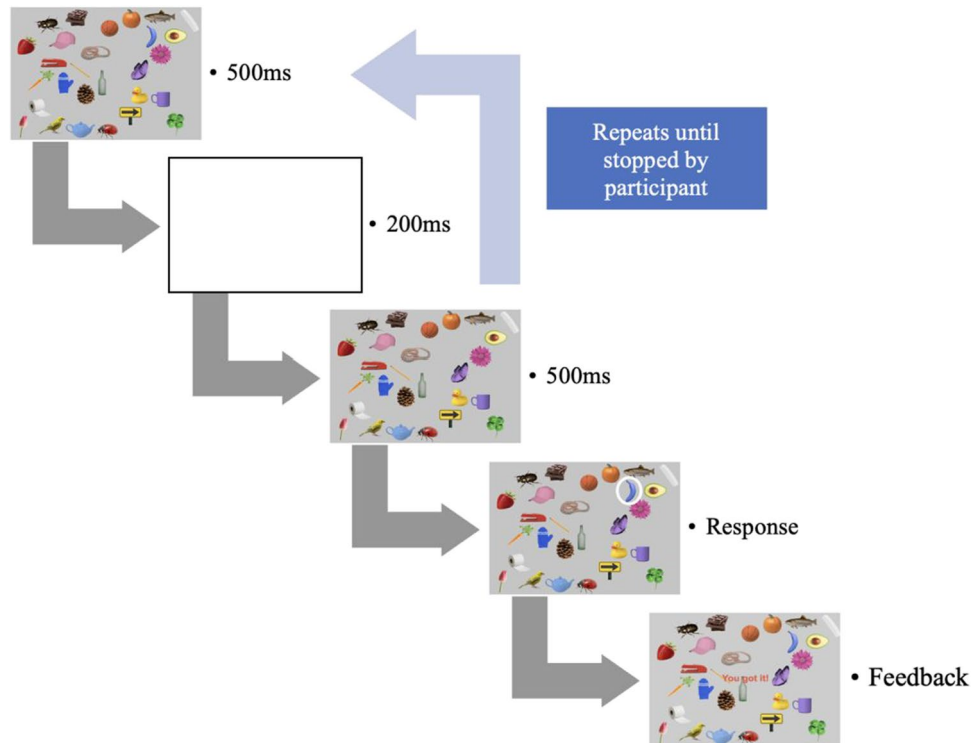 • 500ms
Repeats until
stopped by
participant
• 200ms
• 500ms
• Response
You got it!
• Feedback